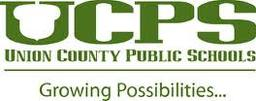 UCPS
UNION COUNTY PUBLIC SCHOOLS
Growing Possibilities...